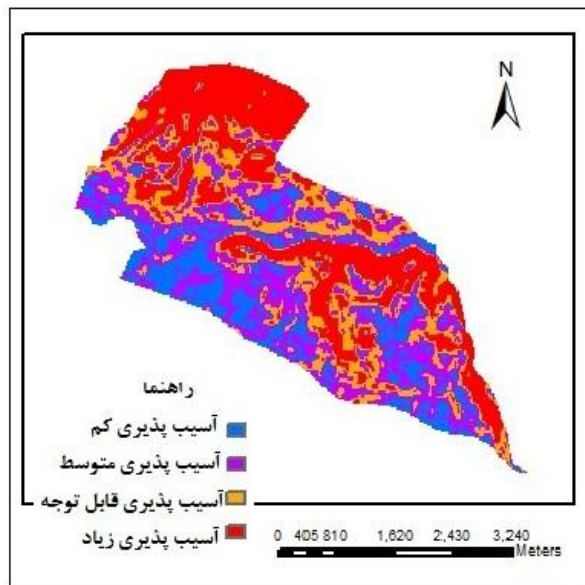 N
راهنما
آسیب پذیری کم
آسیب پذیری متوسط
آسیب پذیری قابل توجه
آسیب پذیری زیاد
0 405 810 1,620 2,430 3,240
Meters